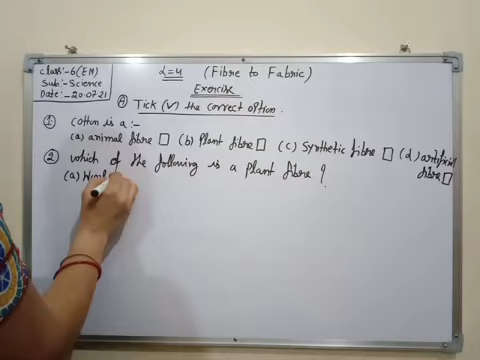 Class:-6(EM)
Sub:-Science
Date:-20.07.21
L=4 (Fibre to Fabric)
Exercise
(A) Tick (✓) the correct option.
(1) Cotton is a:-
(a) animal fibre □ (b) Plant fibre □ (c) Synthetic fibre □ (d) artificial fibre □
(2) which of the following is a plant fibre ?
(a)